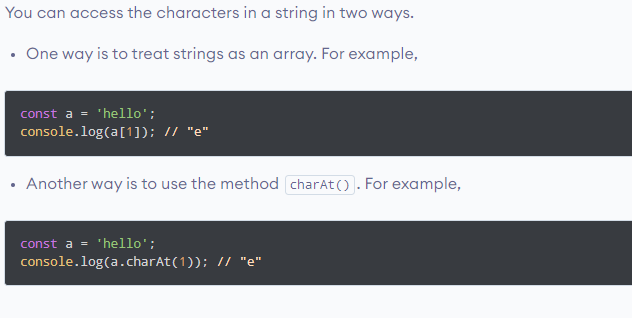 You can access the characters in a string in two ways.
• One way is to treat strings as an array. For example,
const a = 'hello';
console.log(a[1]); // "e"
• Another way is to use the method charAt(). For example,
const a = 'hello';
console.log(a.charAt(1)); // "e"